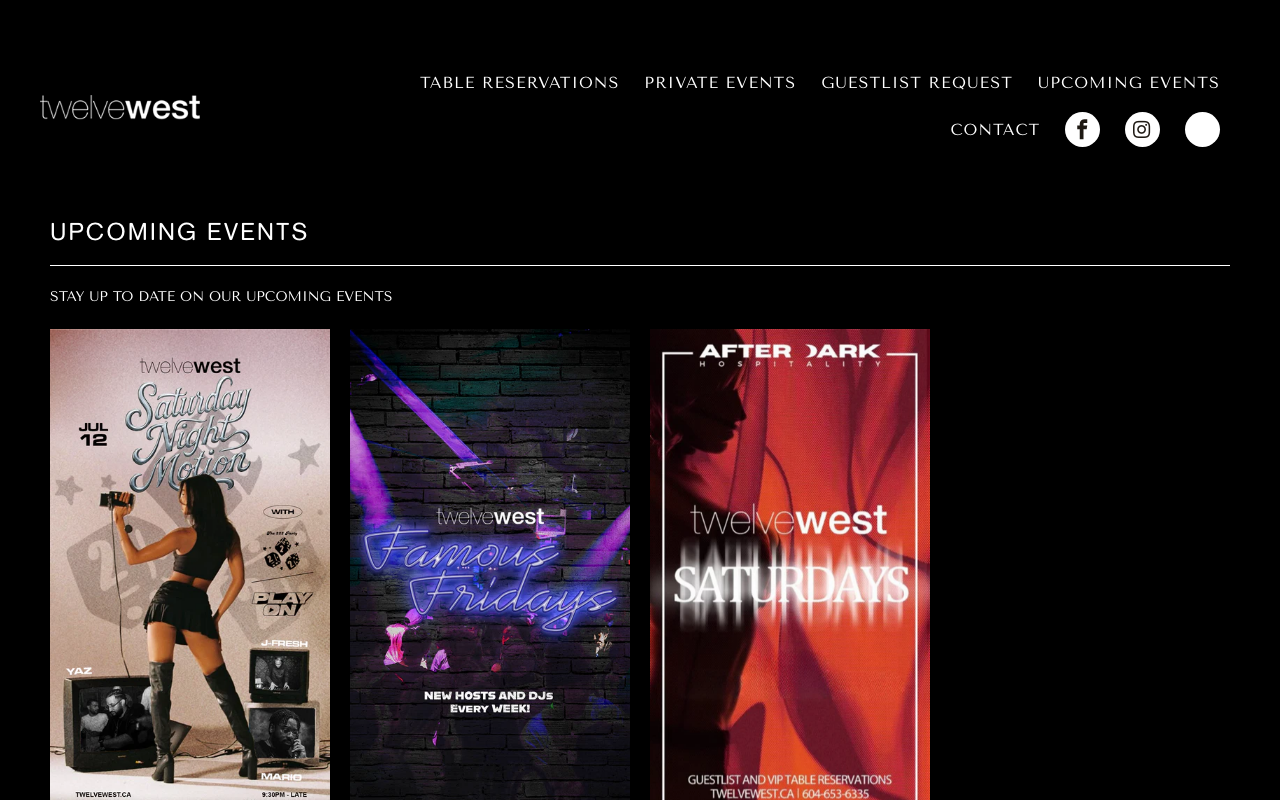 TABLE RESERVATIONS PRIVATE EVENTS GUESTLIST REQUEST UPCOMING EVENTS
twelvewest
CONTACT
UPCOMING EVENTS
STAY UP TO DATE ON OUR UPCOMING EVENTS
twelvewest
Saturday
Night
Motion
JUL
12
WITH
PLAY
ON
J-FRESH
YAZ
MARIO
TWELVEWEST.CA 9:30PM - LATE
twelvewest
Famous
Fridays
NEW HOSTS AND DJs
EVERY WEEK!
AFTER DARK
HOSPITALITY
twelvewest
SATURDAYS
GUESTLIST AND VIP TABLE RESERVATIONS
TWELVEWEST.CA | 604-653-6335